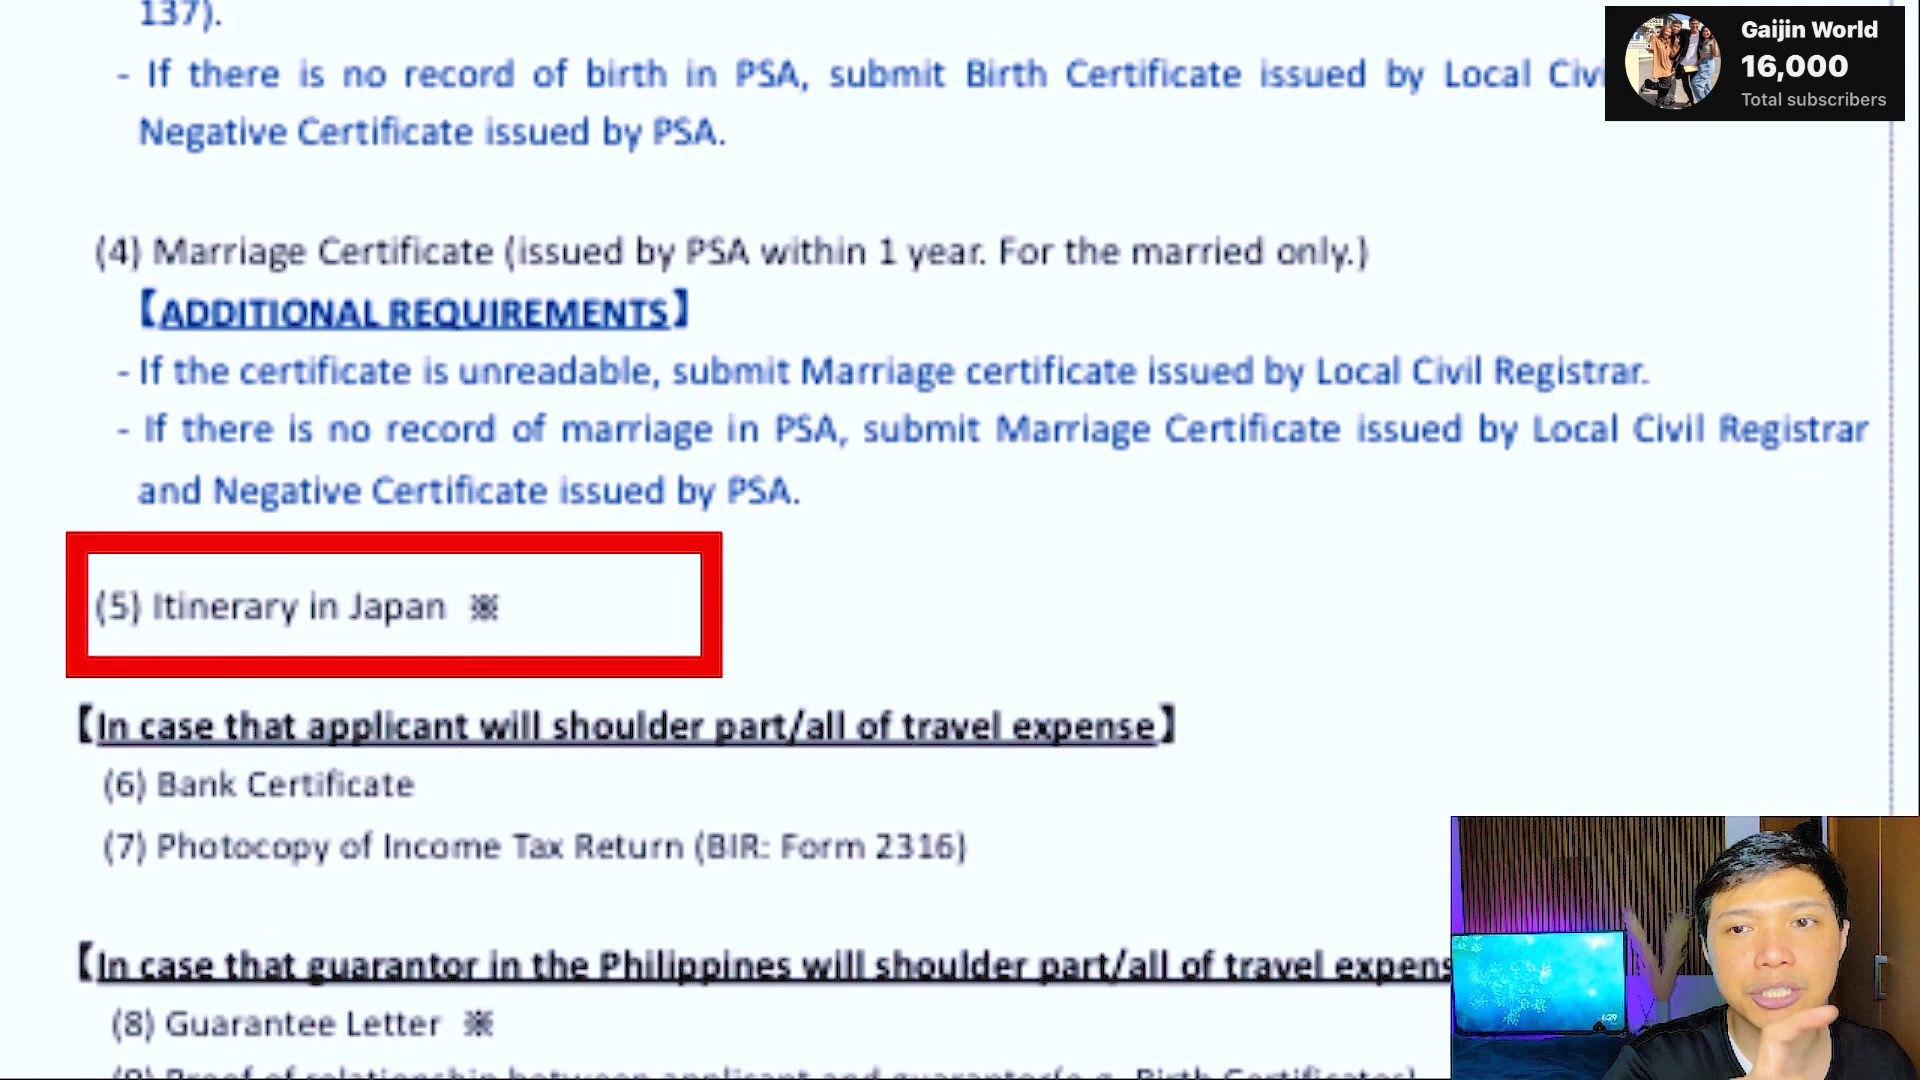 137).
- If there is no record of birth in PSA, submit Birth Certificate issued by Local
Negative Certificate issued by PSA.
(4) Marriage Certificate (issued by PSA within 1 year. For the married only.)
【ADDITIONAL REQUIREMENTS】
- If the certificate is unreadable, submit Marriage certificate issued by Local Civil Registrar.
- If there is no record of marriage in PSA, submit Marriage Certificate issued by Local Civil Registrar
and Negative Certificate issued by PSA.
(5) Itinerary in Japan ※
【In case that applicant will shoulder part/all of travel expense】
(6) Bank Certificate
(7) Photocopy of Income Tax Return (BIR: Form 2316)
【In case that guarantor in the Philippines will shoulder part/all of travel
(8) Guarantee Letter ※
Gaijin World
16,000
Total subscribers